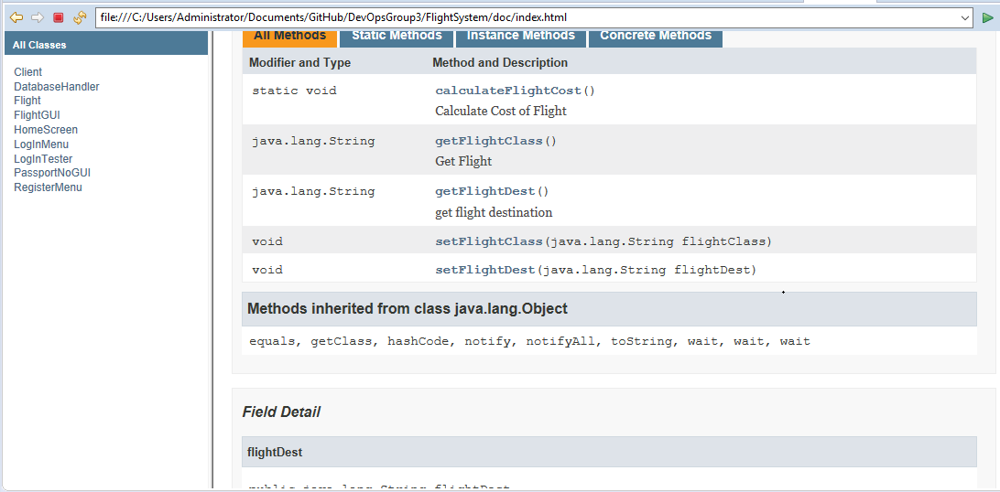 file:///C:/Users/Administrator/Documents/GitHub/DevOpsGroup3/FlightSystem/doc/index.html
All Classes
Client
DatabaseHandler
Flight
FlightGUI
HomeScreen
LogInMenu
LogInTester
PassportNoGUI
RegisterMenu
All Methods Static Methods Instance Methods Concrete Methods
Modifier and Type Method and Description
static void calculateFlightCost()
Calculate Cost of Flight
java.lang.String getFlightClass()
Get Flight
java.lang.String getFlightDest()
get flight destination
void setFlightClass(java.lang.String flightClass)
void setFlightDest(java.lang.String flightDest)
Methods inherited from class java.lang.Object
equals, getClass, hashCode, notify, notifyAll, toString, wait, wait, wait
Field Detail
flightDest
public java.lang.String flightDest